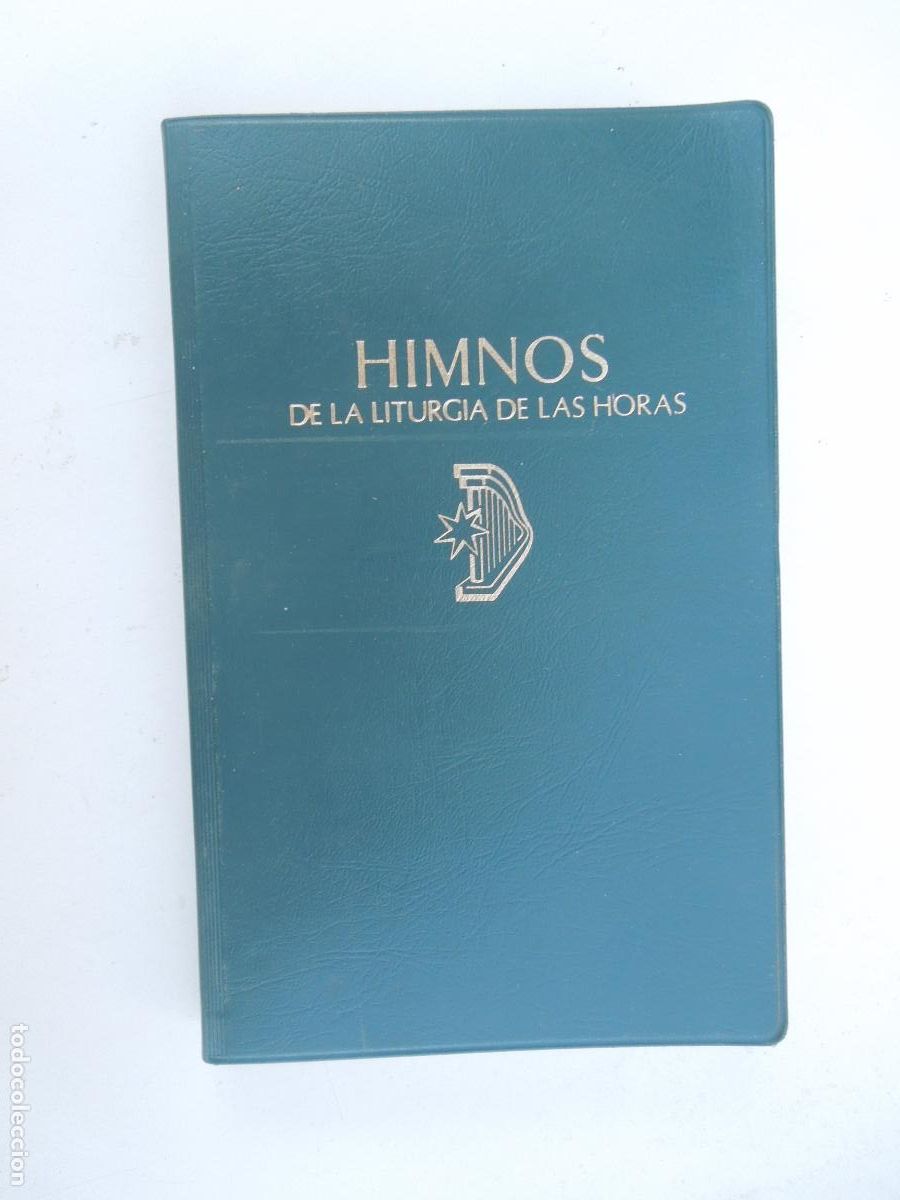 HIMNOS
DE LA LITURGIA DE LAS HORAS
todocoleccion